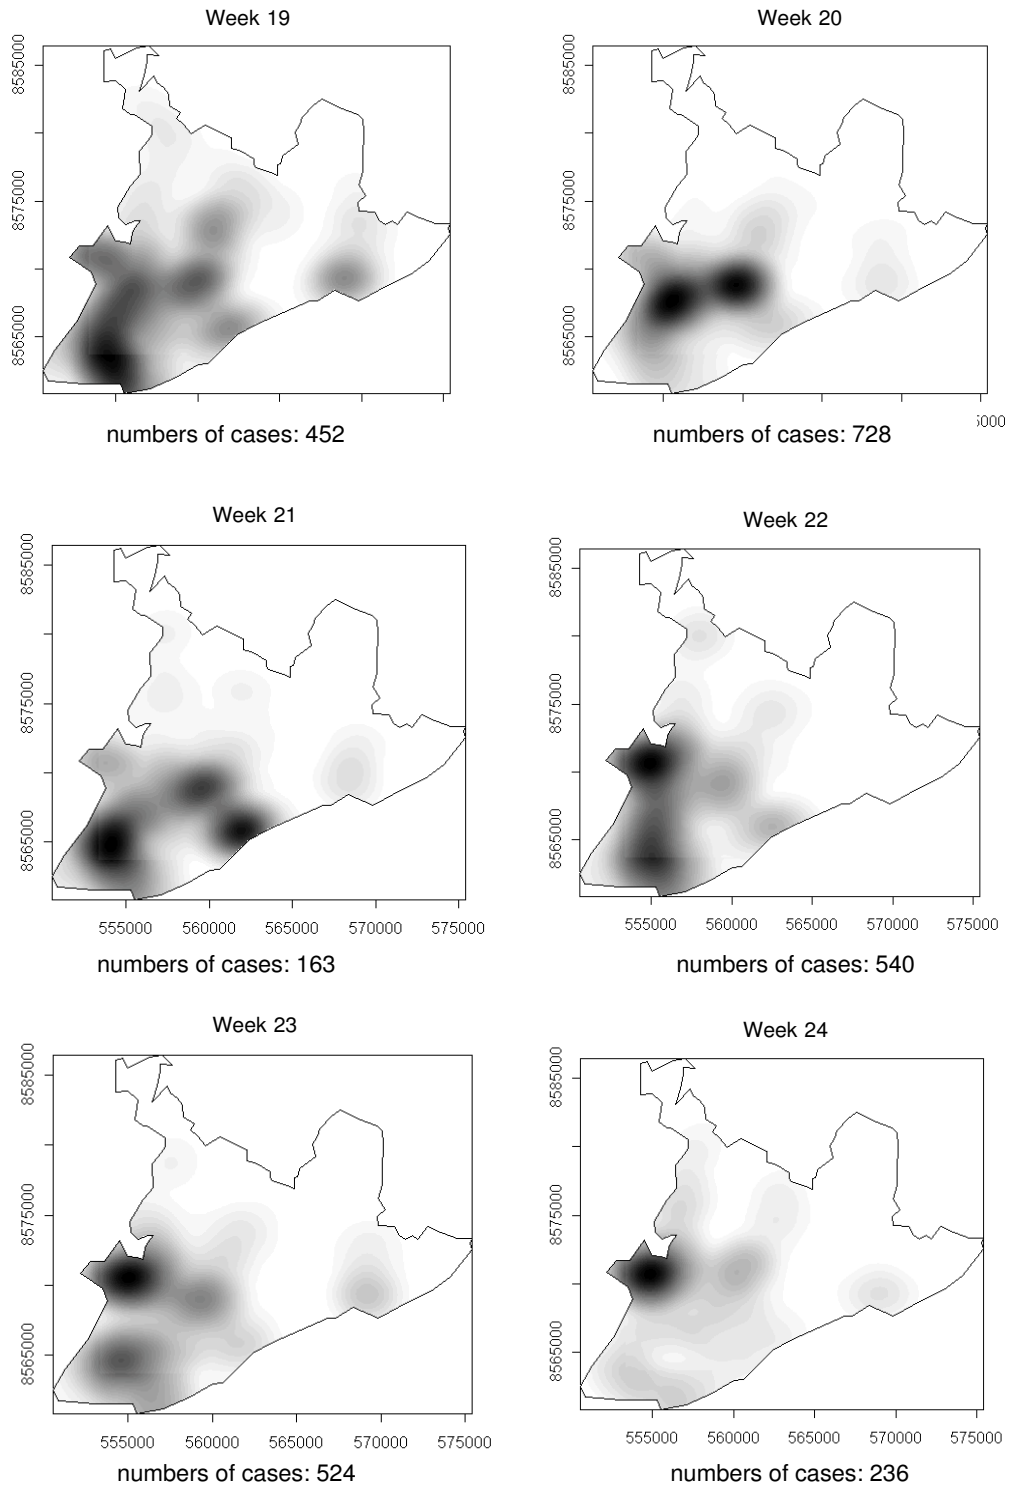 Week 19
Week 20
8585000
8575000
8565000
8585000
8575000
8565000
5000
numbers of cases: 452
numbers of cases: 728
Week 21
Week 22
8585000
8575000
8565000
8585000
8575000
8565000
555000 560000 565000 570000 575000
555000 560000 565000 570000 575000
numbers of cases: 163
numbers of cases: 540
Week 23
Week 24
8585000
8575000
8565000
8585000
8575000
8565000
555000 560000 565000 570000 575000
555000 560000 565000 570000 575000
numbers of cases: 524
numbers of cases: 236